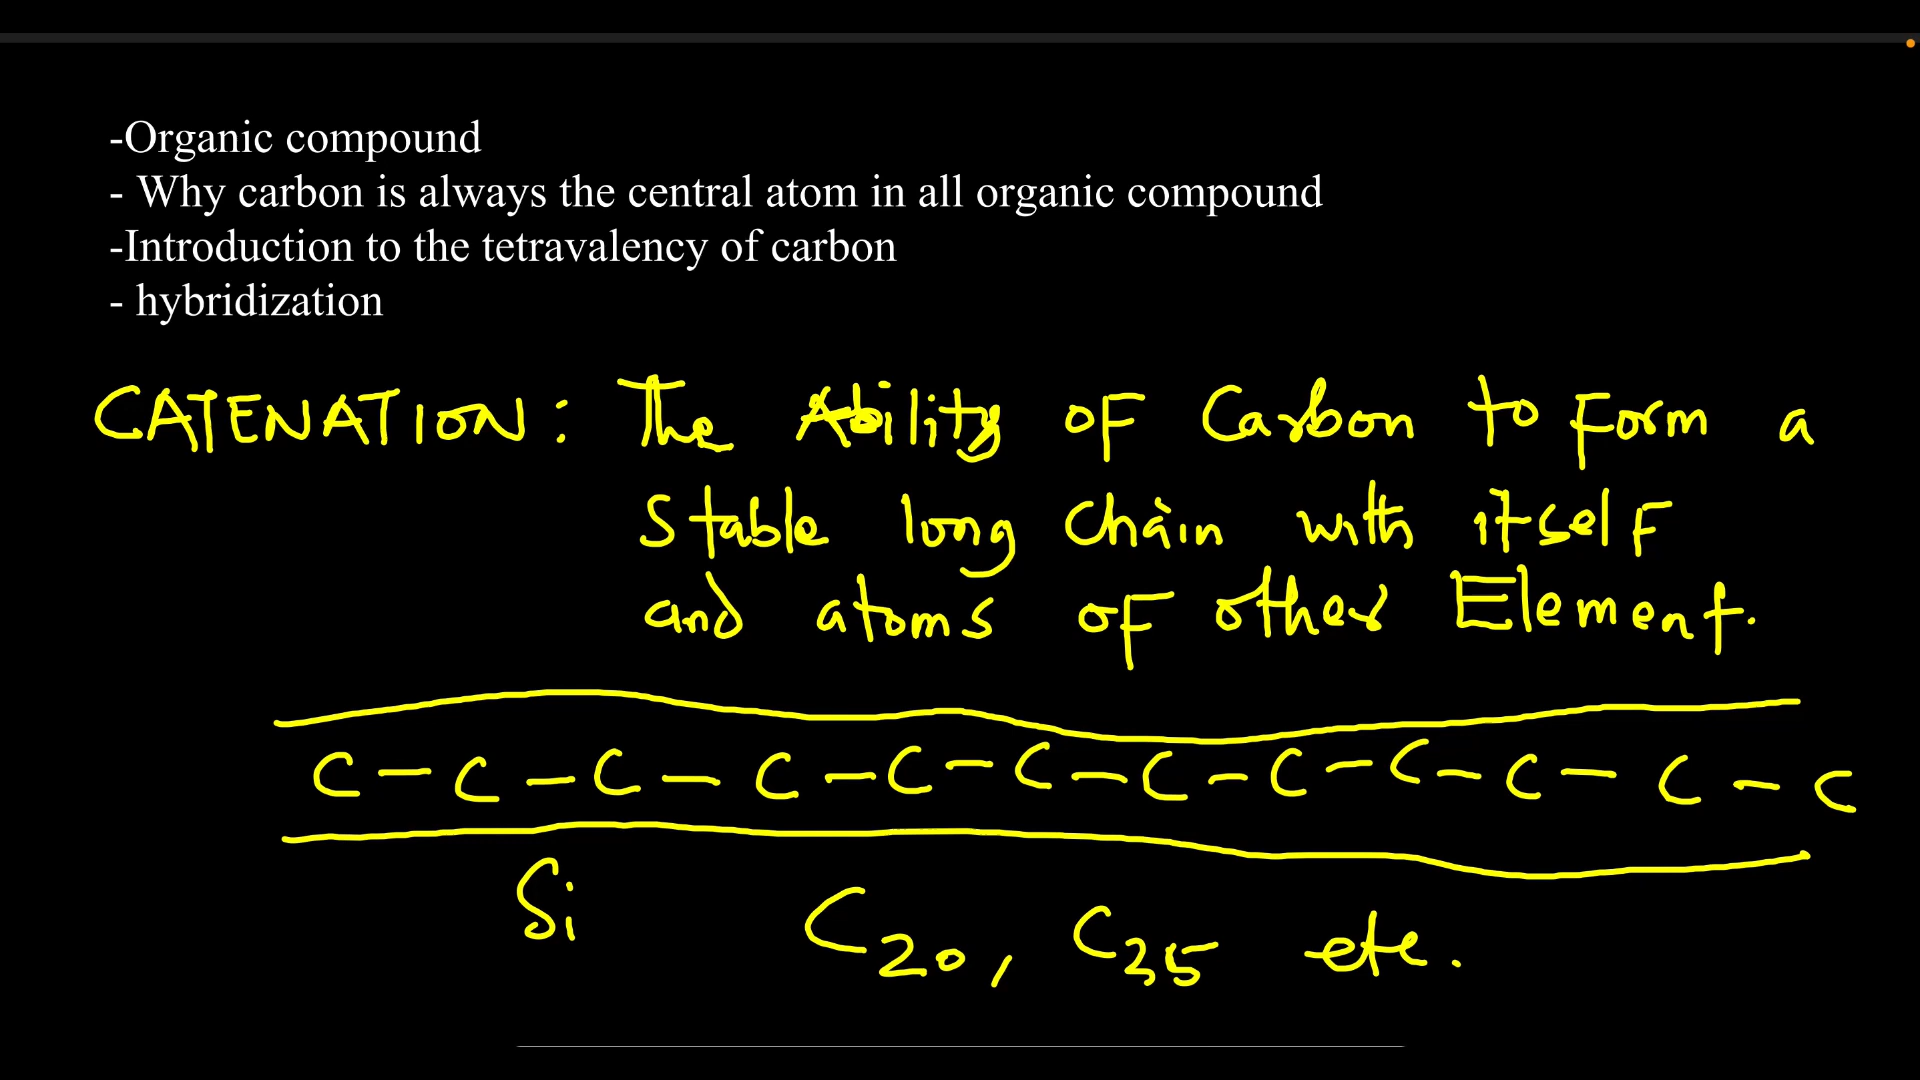 -Organic compound
- Why carbon is always the central atom in all organic compound
-Introduction to the tetravalency of carbon
- hybridization
CATENATION: The Ability of Carbon to form a
stable long chain with itself
and atoms of other Element.
C - C - C - C - C - C - C - C - C - C - C - C
Si C20, C35 etc.